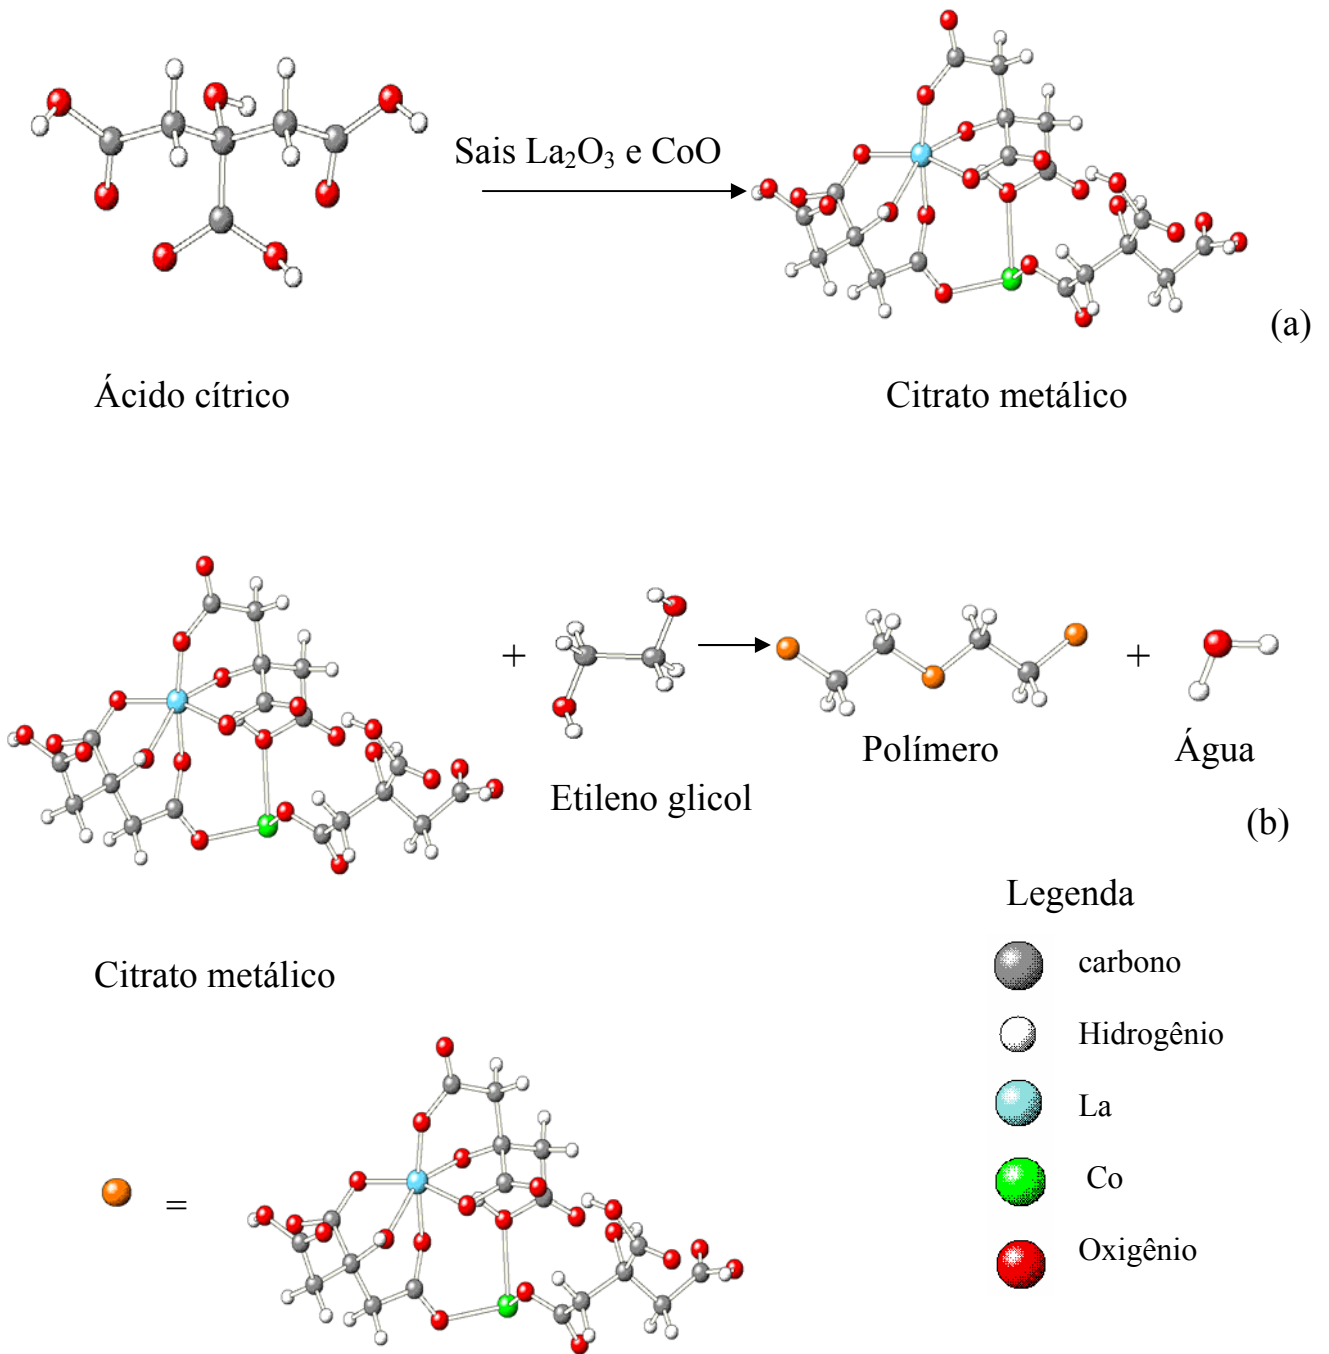 Sais La₂O₃ e CoO
(a)
Ácido cítrico
Citrato metálico
+
+
Polímero
Água
Etileno glicol
(b)
Legenda
carbono
Citrato metálico
Hidrogênio
La
Co
=
Oxigênio